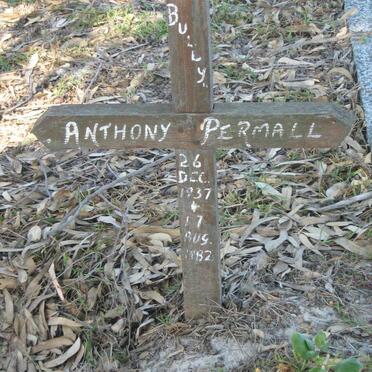 BULLY.
ANTHONY PERMALL
26
DEC.
1937
+
17
AUG.
1982